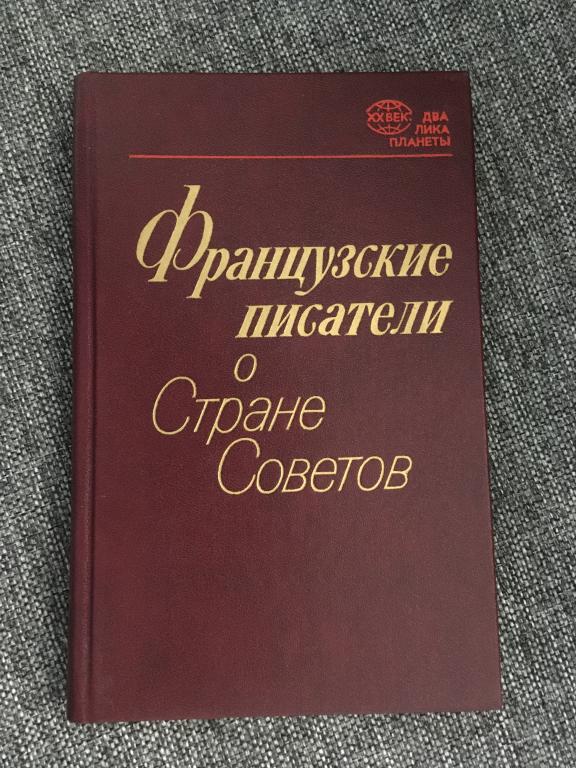 XX ВЕК: ДВА
ЛИКА
ПЛАНЕТЫ
Французские
писатели
о
Стране
Советов